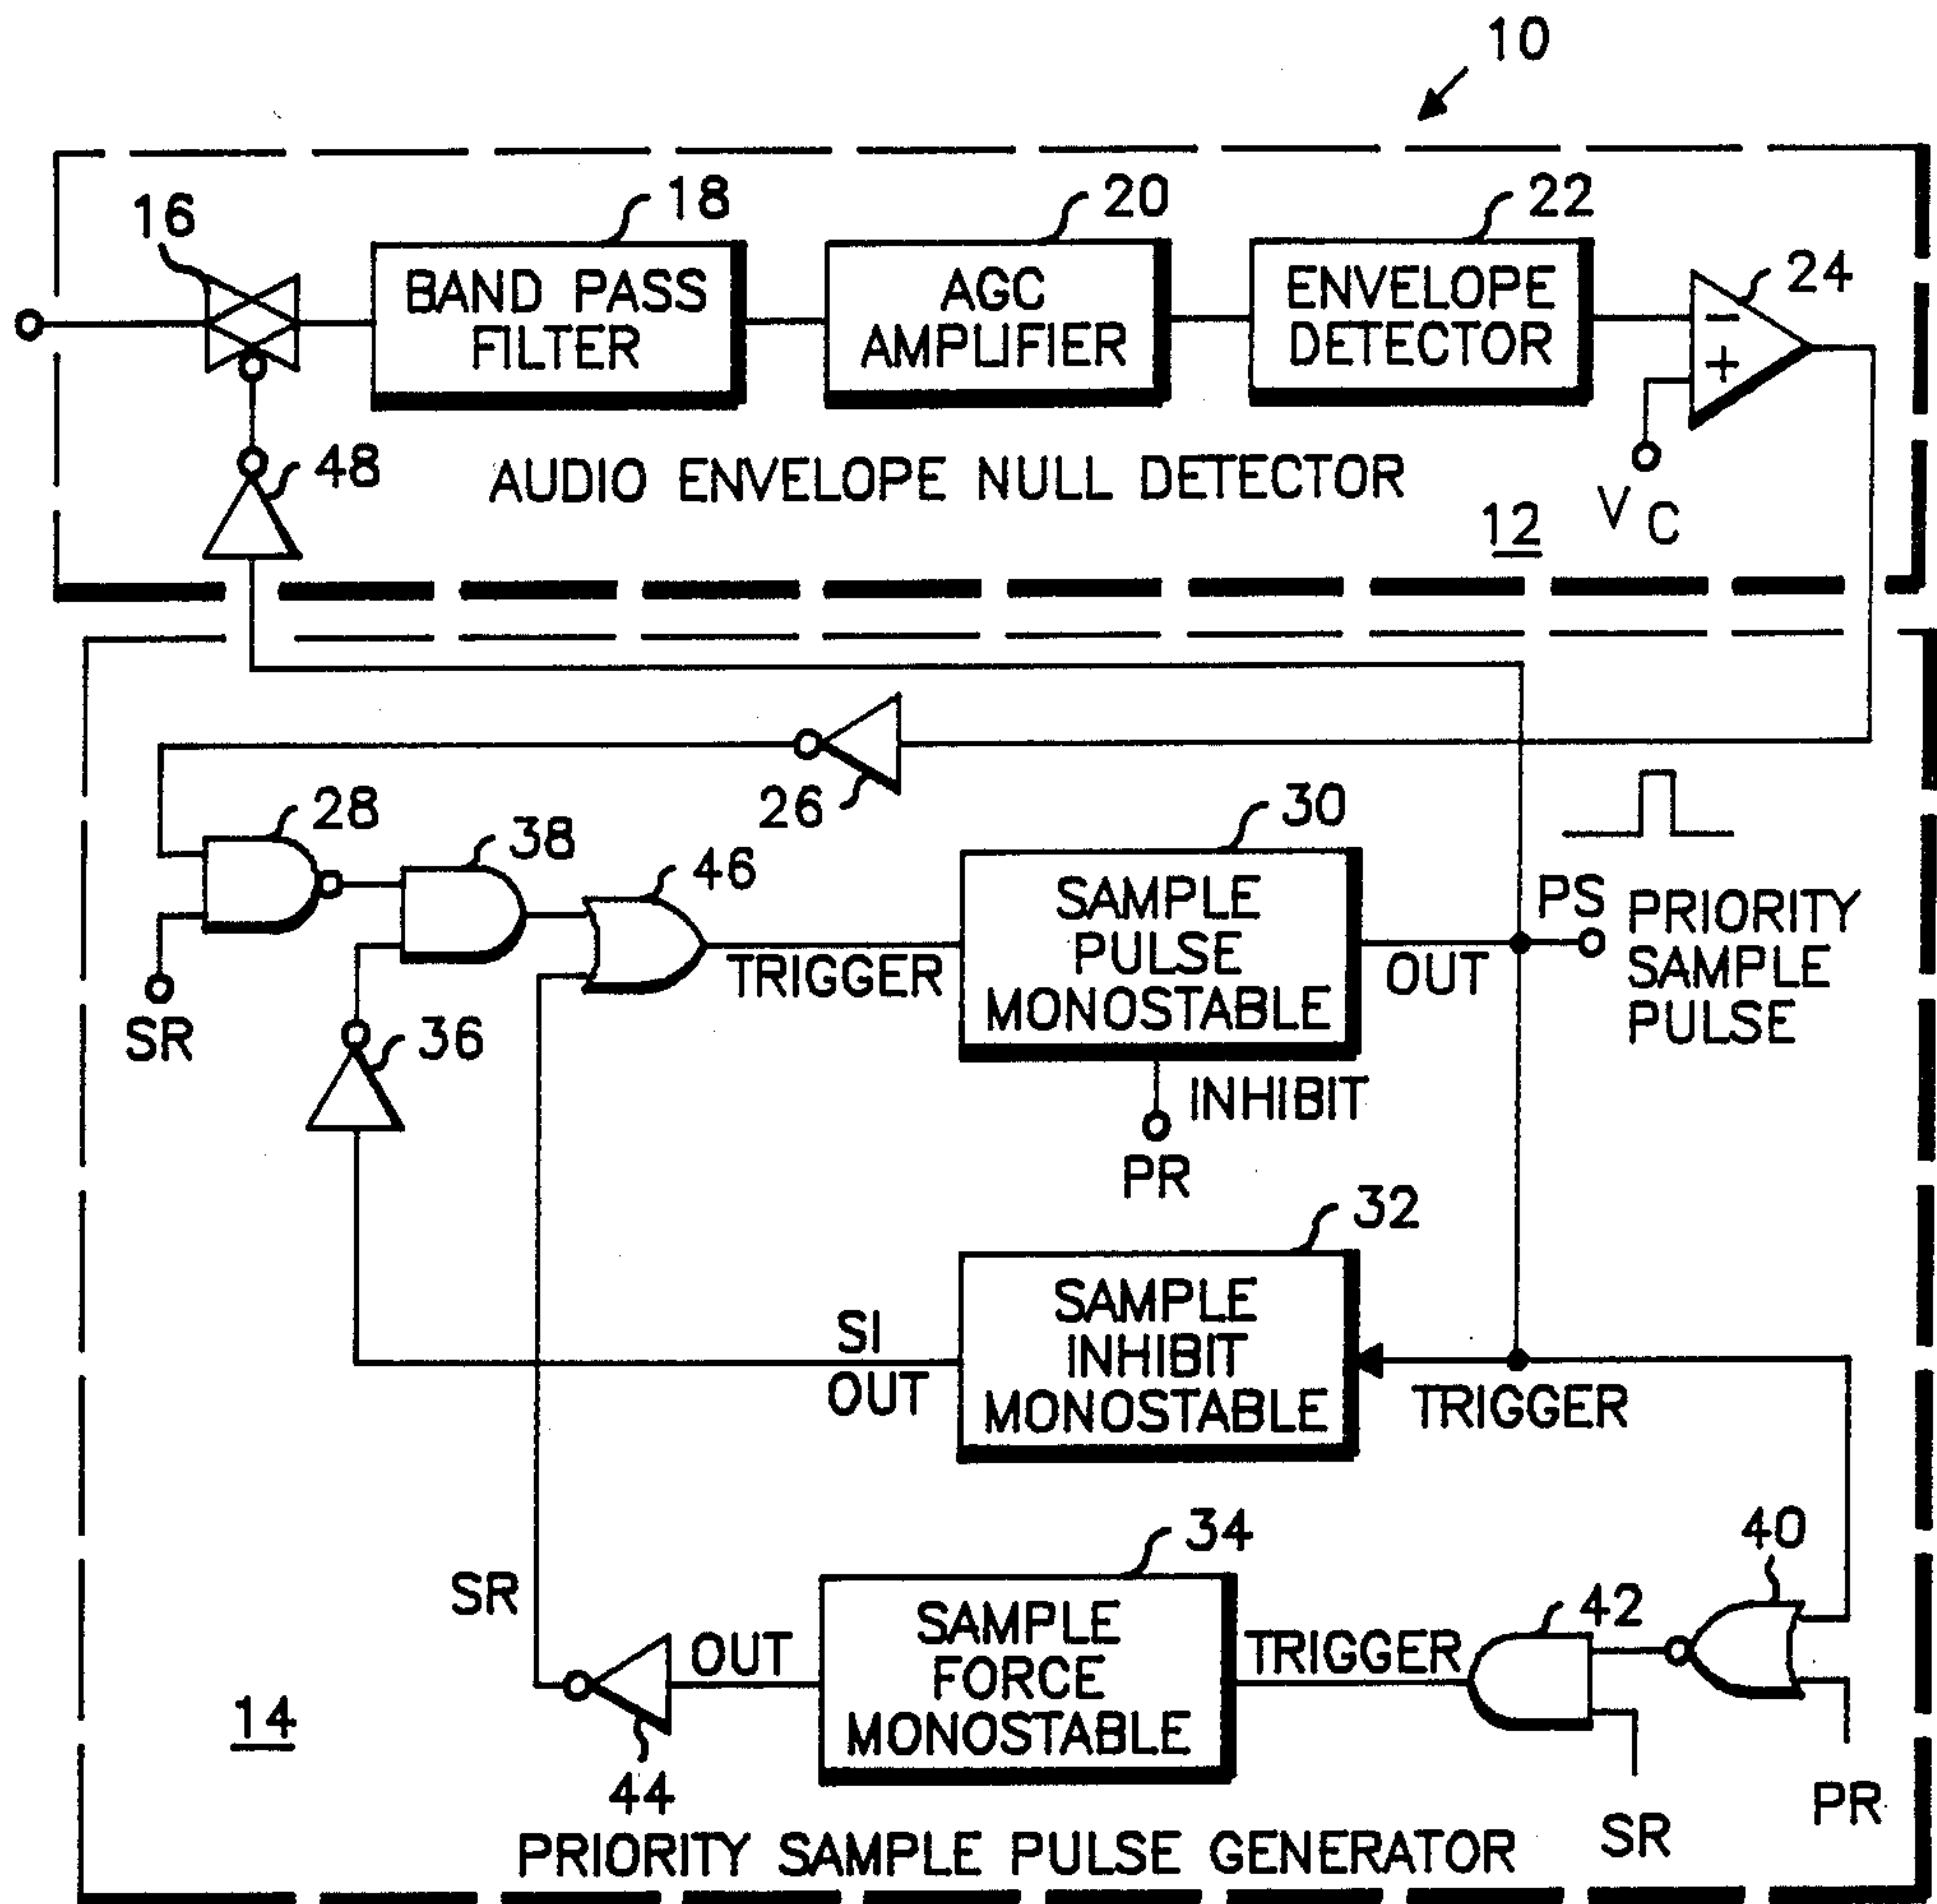 10
16
18
20
22
24
BAND PASS
FILTER
AGC
AMPLIFIER
ENVELOPE
DETECTOR
−
+
48
AUDIO ENVELOPE NULL DETECTOR
12
V C
26
28
38
46
30
SAMPLE
PULSE
MONOSTABLE
TRIGGER
OUT
PS
PRIORITY
SAMPLE
PULSE
SR
36
INHIBIT
PR
32
SAMPLE
INHIBIT
MONOSTABLE
SI
OUT
TRIGGER
34
40
42
SR
OUT
SAMPLE
FORCE
MONOSTABLE
TRIGGER
14
44
SR
PR
PRIORITY SAMPLE PULSE GENERATOR